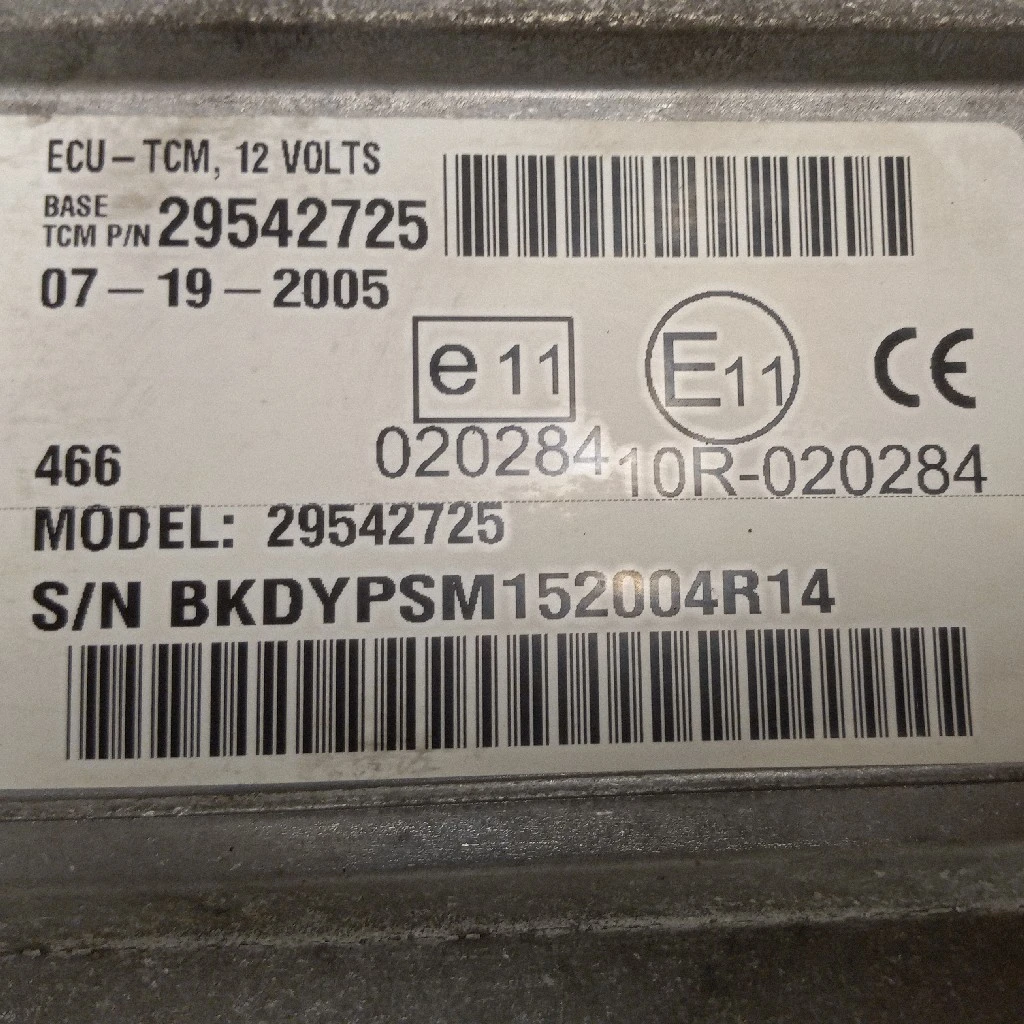 ECU – TCM, 12 VOLTS
BASE
TCM P/N 29542725
07 – 19 – 2005
e 11
E 11
CE
020284
10R-020284
466
MODEL: 29542725
S/N BKDYPSM152004R14